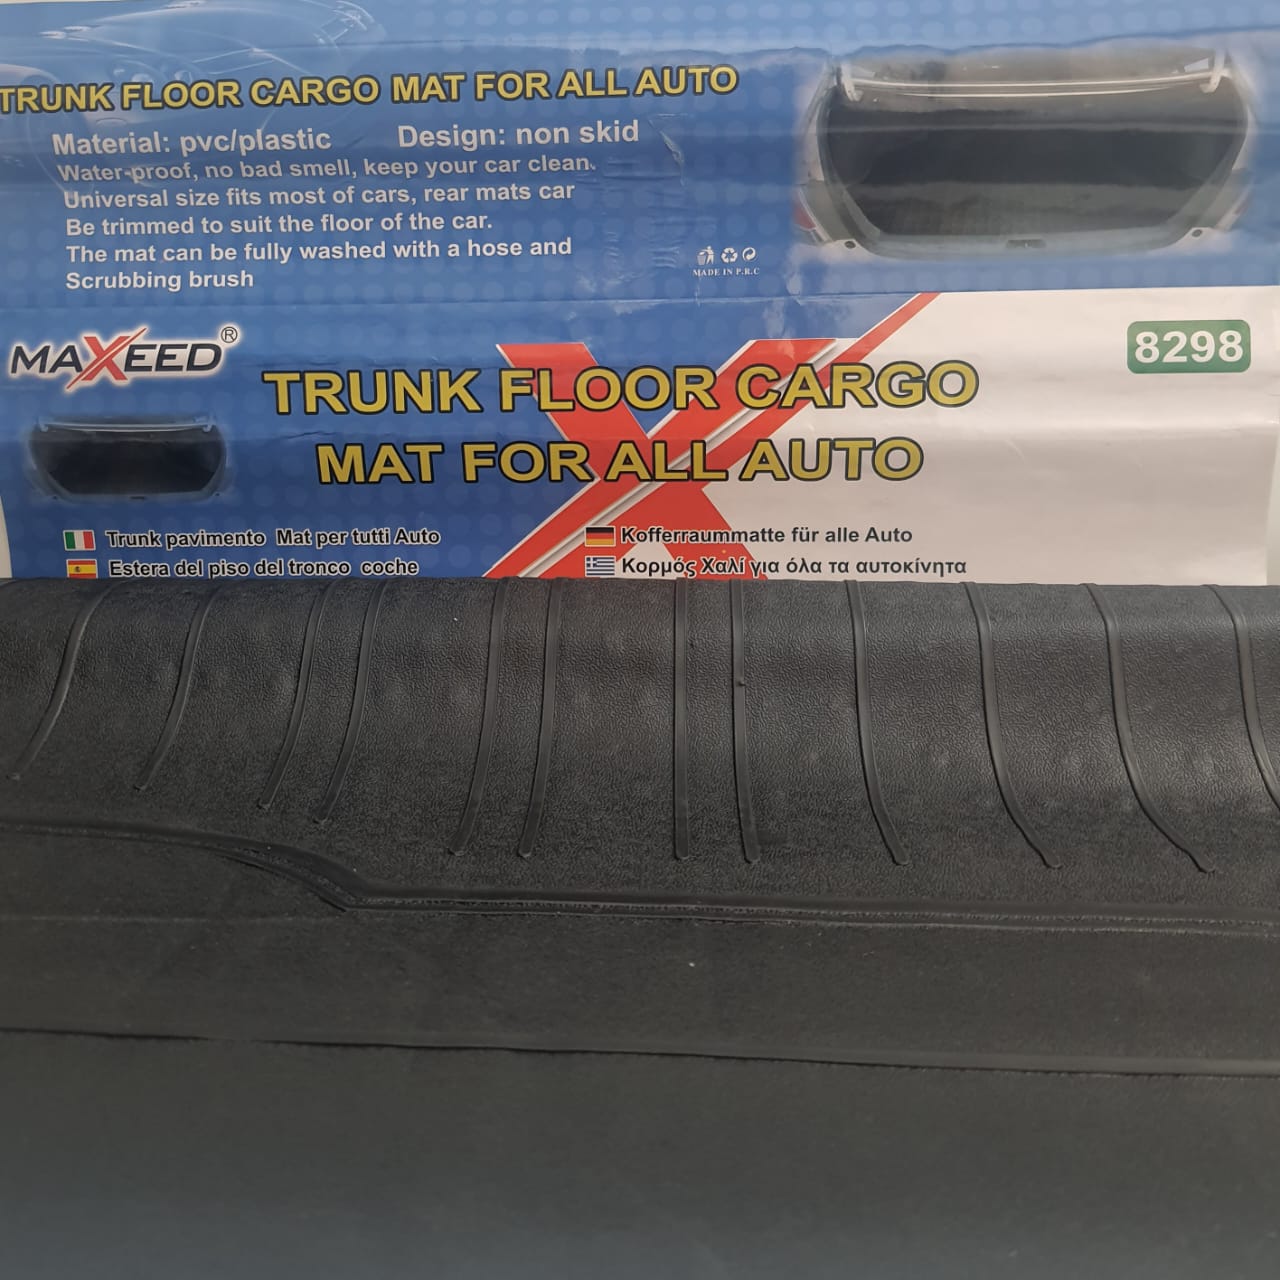 TRUNK FLOOR CARGO MAT FOR ALL AUTO
Material: pvc/plastic Design: non skid
Water-proof, no bad smell, keep your car clean.
Universal size fits most of cars, rear mats car
Be trimmed to suit the floor of the car.
The mat can be fully washed with a hose and
Scrubbing brush
MADE IN P.R.C
MAXEED®
8298
TRUNK FLOOR CARGO
MAT FOR ALL AUTO
Trunk pavimento Mat per tutti Auto
Kofferraummatte für alle Auto
Estera del piso del tronco coche
Κορμός Χαλί για όλα τα αυτοκίνητα